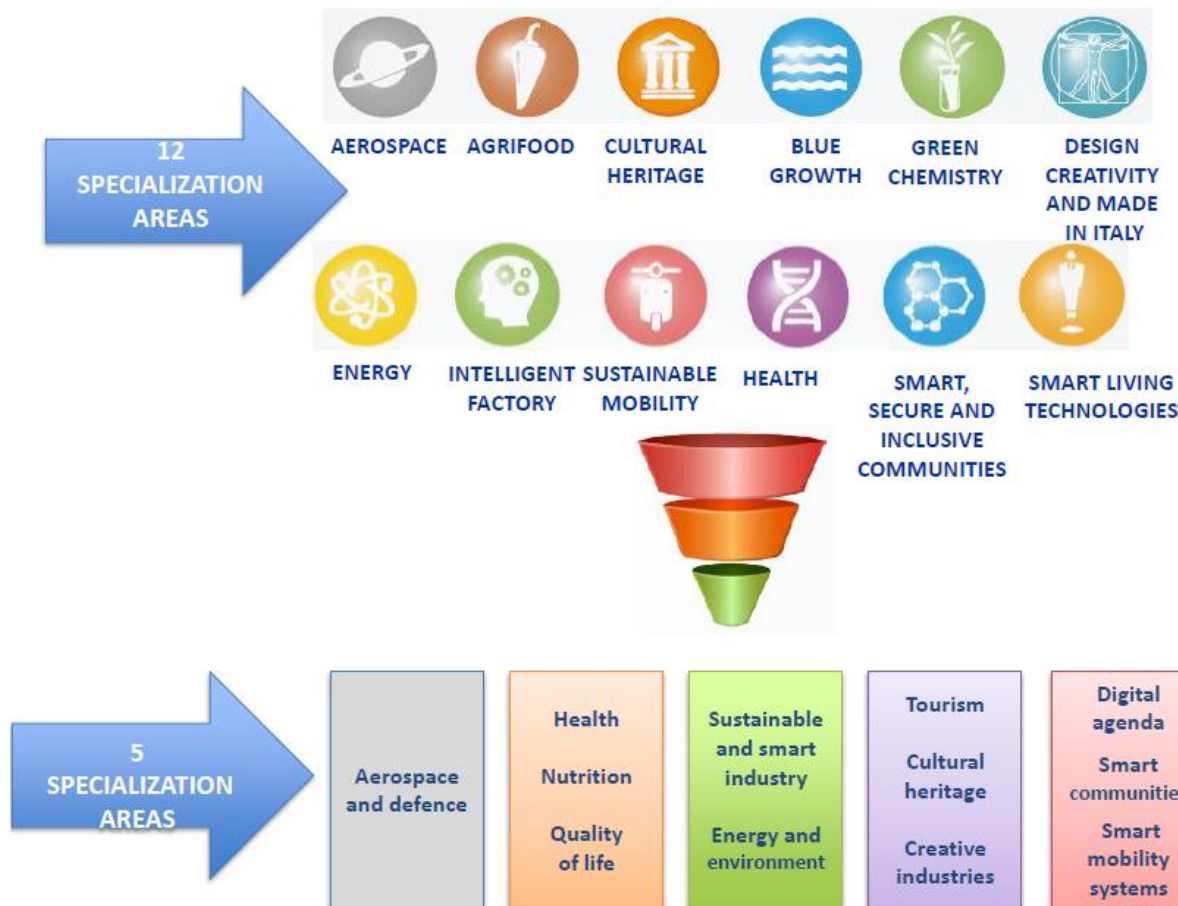 12
SPECIALIZATION
AREAS
AEROSPACE
AGRIFOOD
CULTURAL
HERITAGE
BLUE
GROWTH
GREEN
CHEMISTRY
DESIGN
CREATIVITY
AND MADE
IN ITALY
ENERGY
INTELLIGENT
FACTORY
SUSTAINABLE
MOBILITY
HEALTH
SMART,
SECURE AND
INCLUSIVE
COMMUNITIES
SMART LIVING
TECHNOLOGIES
5
SPECIALIZATION
AREAS
Aerospace
and defence
Health
Nutrition
Quality
of life
Sustainable
and smart
industry
Energy and
environment
Tourism
Cultural
heritage
Creative
industries
Digital
agenda
Smart
communitie
Smart
mobility
systems